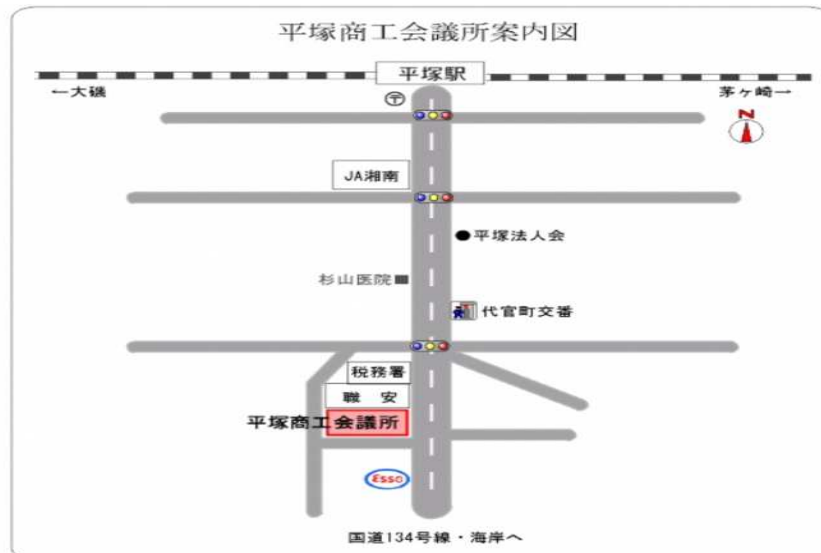 平塚商工会議所案内図
平塚駅
←大磯
茅ヶ崎→
〒
N
JA湘南
●平塚法人会
杉山医院■
代官町交番
税務署
職 安
平塚商工会議所
Esso
国道134号線・海岸へ